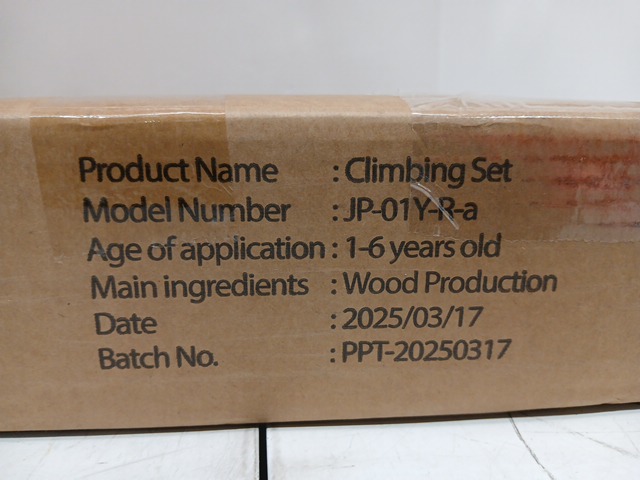 Product Name : Climbing Set
Model Number : JP-01Y-R-a
Age of application : 1-6 years old
Main ingredients : Wood Production
Date : 2025/03/17
Batch No. : PPT-20250317